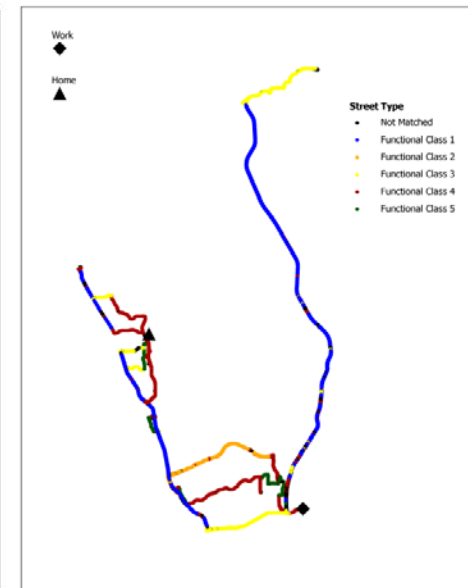 Work
Home
Street Type
Not Matched
Functional Class 1
Functional Class 2
Functional Class 3
Functional Class 4
Functional Class 5